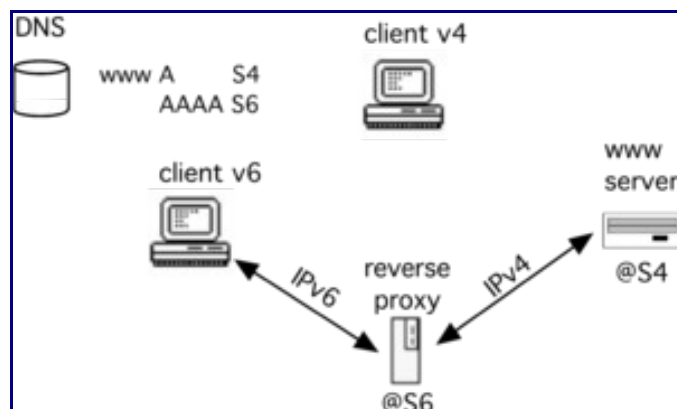 DNS
www A S4
AAAA S6
client v4
client v6
www
server
@S4
reverse
proxy
IPv6
IPv4
@S6